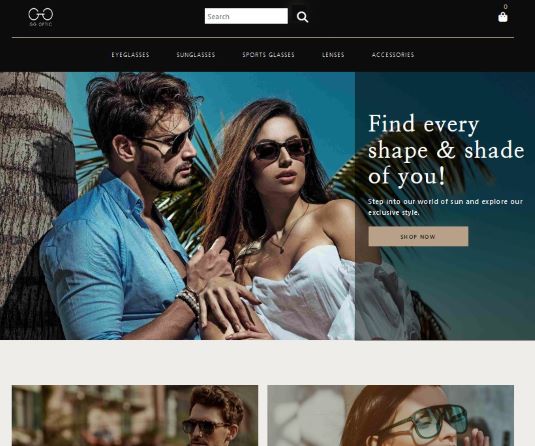 0
Search
GG OPTIC
EYEGLASSES SUNGLASSES SPORTS GLASSES LENSES ACCESSORIES
Find every
shape & shade
of you!
Step into our world of sun and explore our
exclusive style.
SHOP NOW